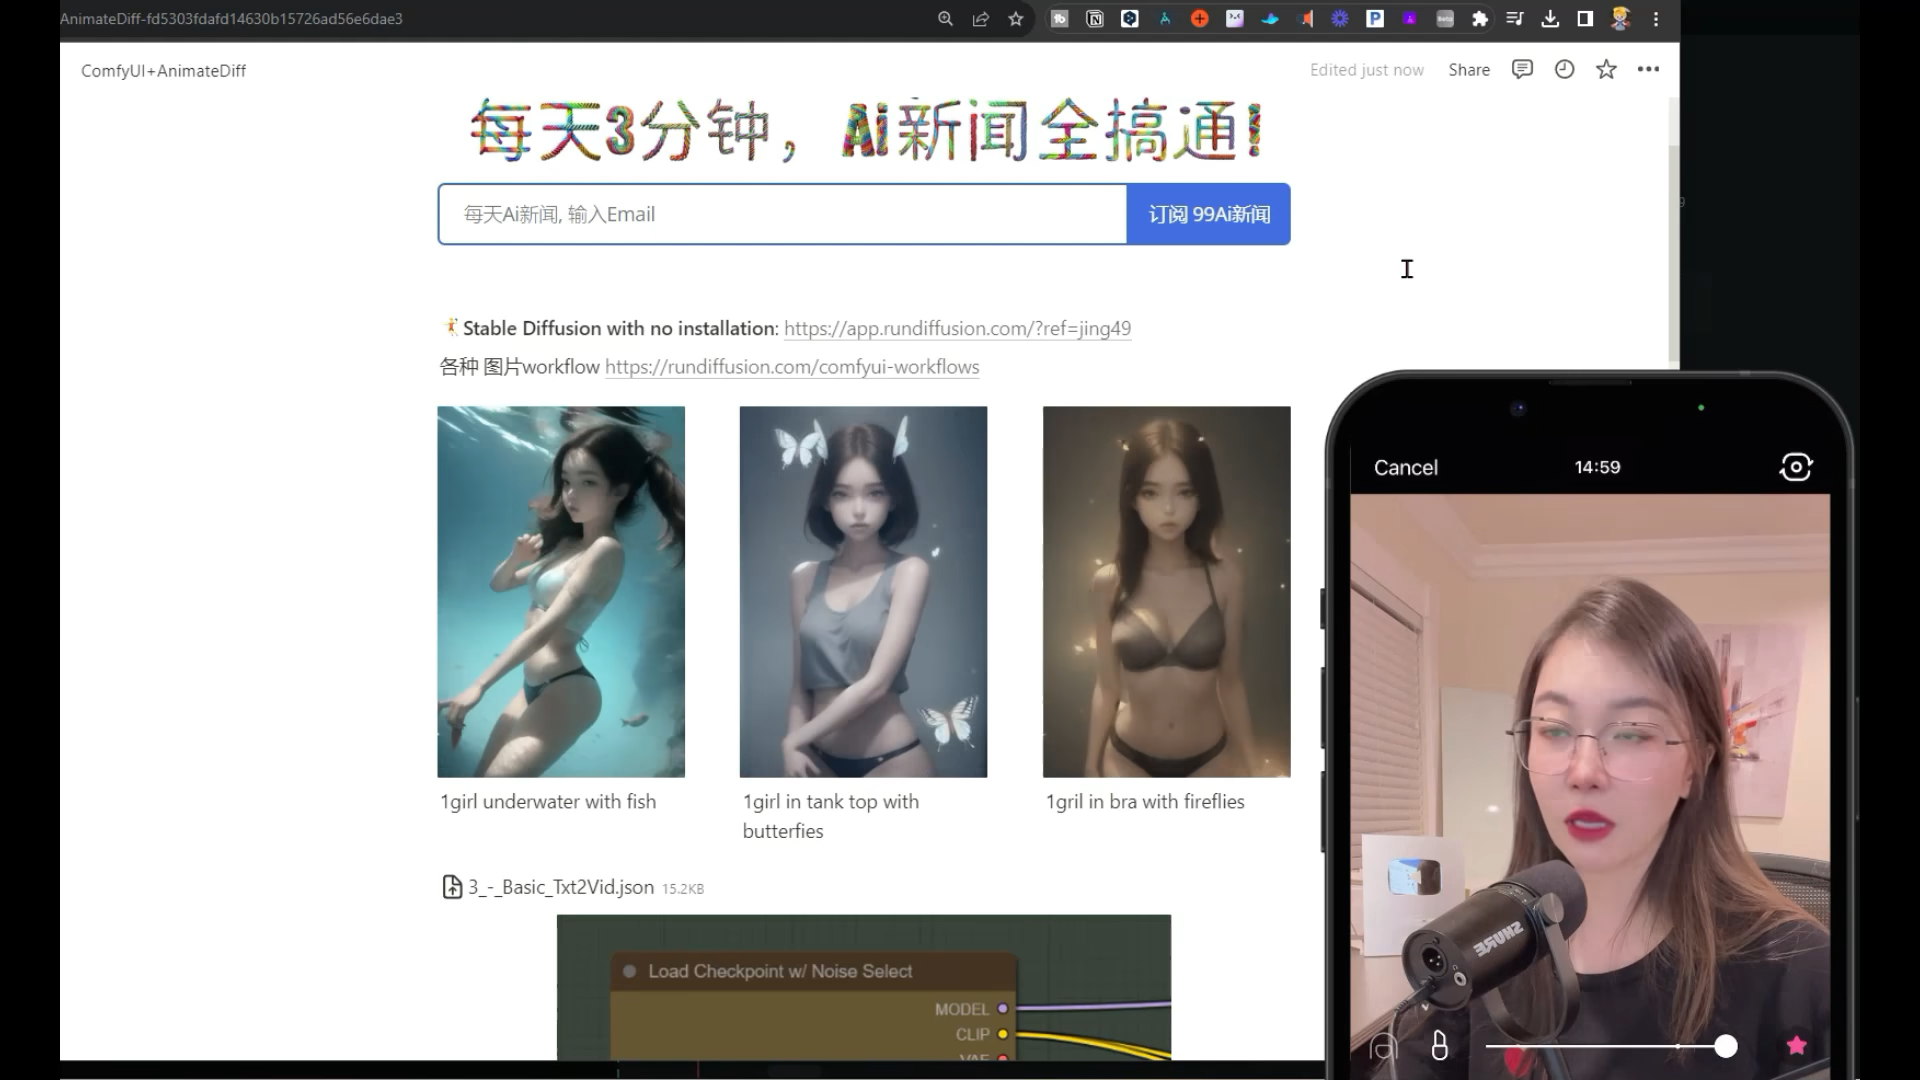 AnimateDiff-fd5303fdafd14630b15726ad56e6dae3
ComfyUI+AnimateDiff
Edited just now
Share
每天3分钟，Ai新闻全搞通!
每天Ai新闻, 输入Email
订阅 99Ai新闻
Stable Diffusion with no installation: https://app.rundiffusion.com/?ref=jing49
各种 图片workflow https://rundiffusion.com/comfyui-workflows
1girl underwater with fish
1girl in tank top with
butterfies
1gril in bra with fireflies
3_-_Basic_Txt2Vid.json 15.2KB
Load Checkpoint w/ Noise Select
MODEL
CLIP
VAE
Cancel
14:59
SHURE